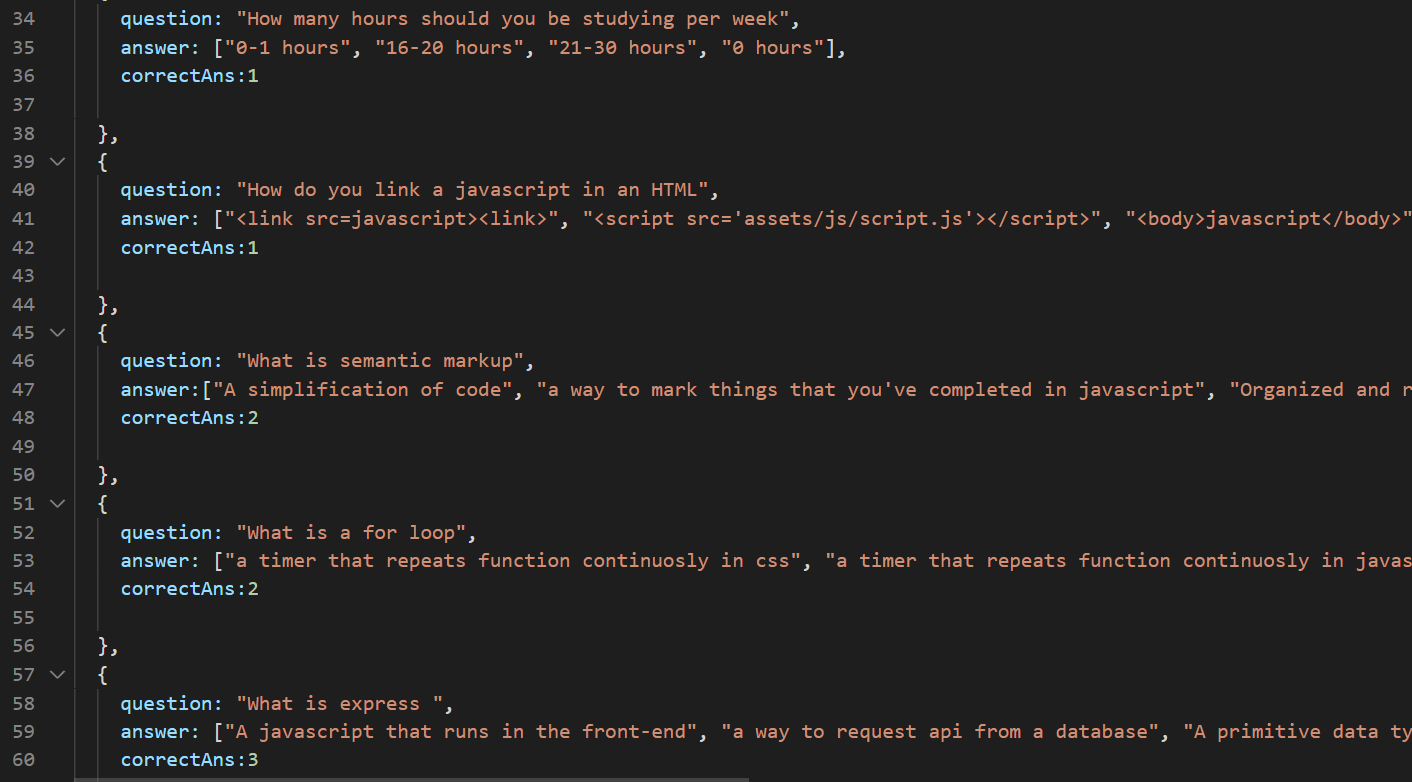 34 question: "How many hours should you be studying per week",
35 answer: ["0-1 hours", "16-20 hours", "21-30 hours", "0 hours"],
36 correctAns:1
37
38 },
39 {
40 question: "How do you link a javascript in an HTML",
41 answer: ["<link src=javascript><link>", "<script src='assets/js/script.js'></script>", "<body>javascript</body>"
42 correctAns:1
43
44 },
45 {
46 question: "What is semantic markup",
47 answer:["A simplification of code", "a way to mark things that you've completed in javascript", "Organized and r
48 correctAns:2
49
50 },
51 {
52 question: "What is a for loop",
53 answer: ["a timer that repeats function continuosly in css", "a timer that repeats function continuosly in javas
54 correctAns:2
55
56 },
57 {
58 question: "What is express ",
59 answer: ["A javascript that runs in the front-end", "a way to request api from a database", "A primitive data ty
60 correctAns:3